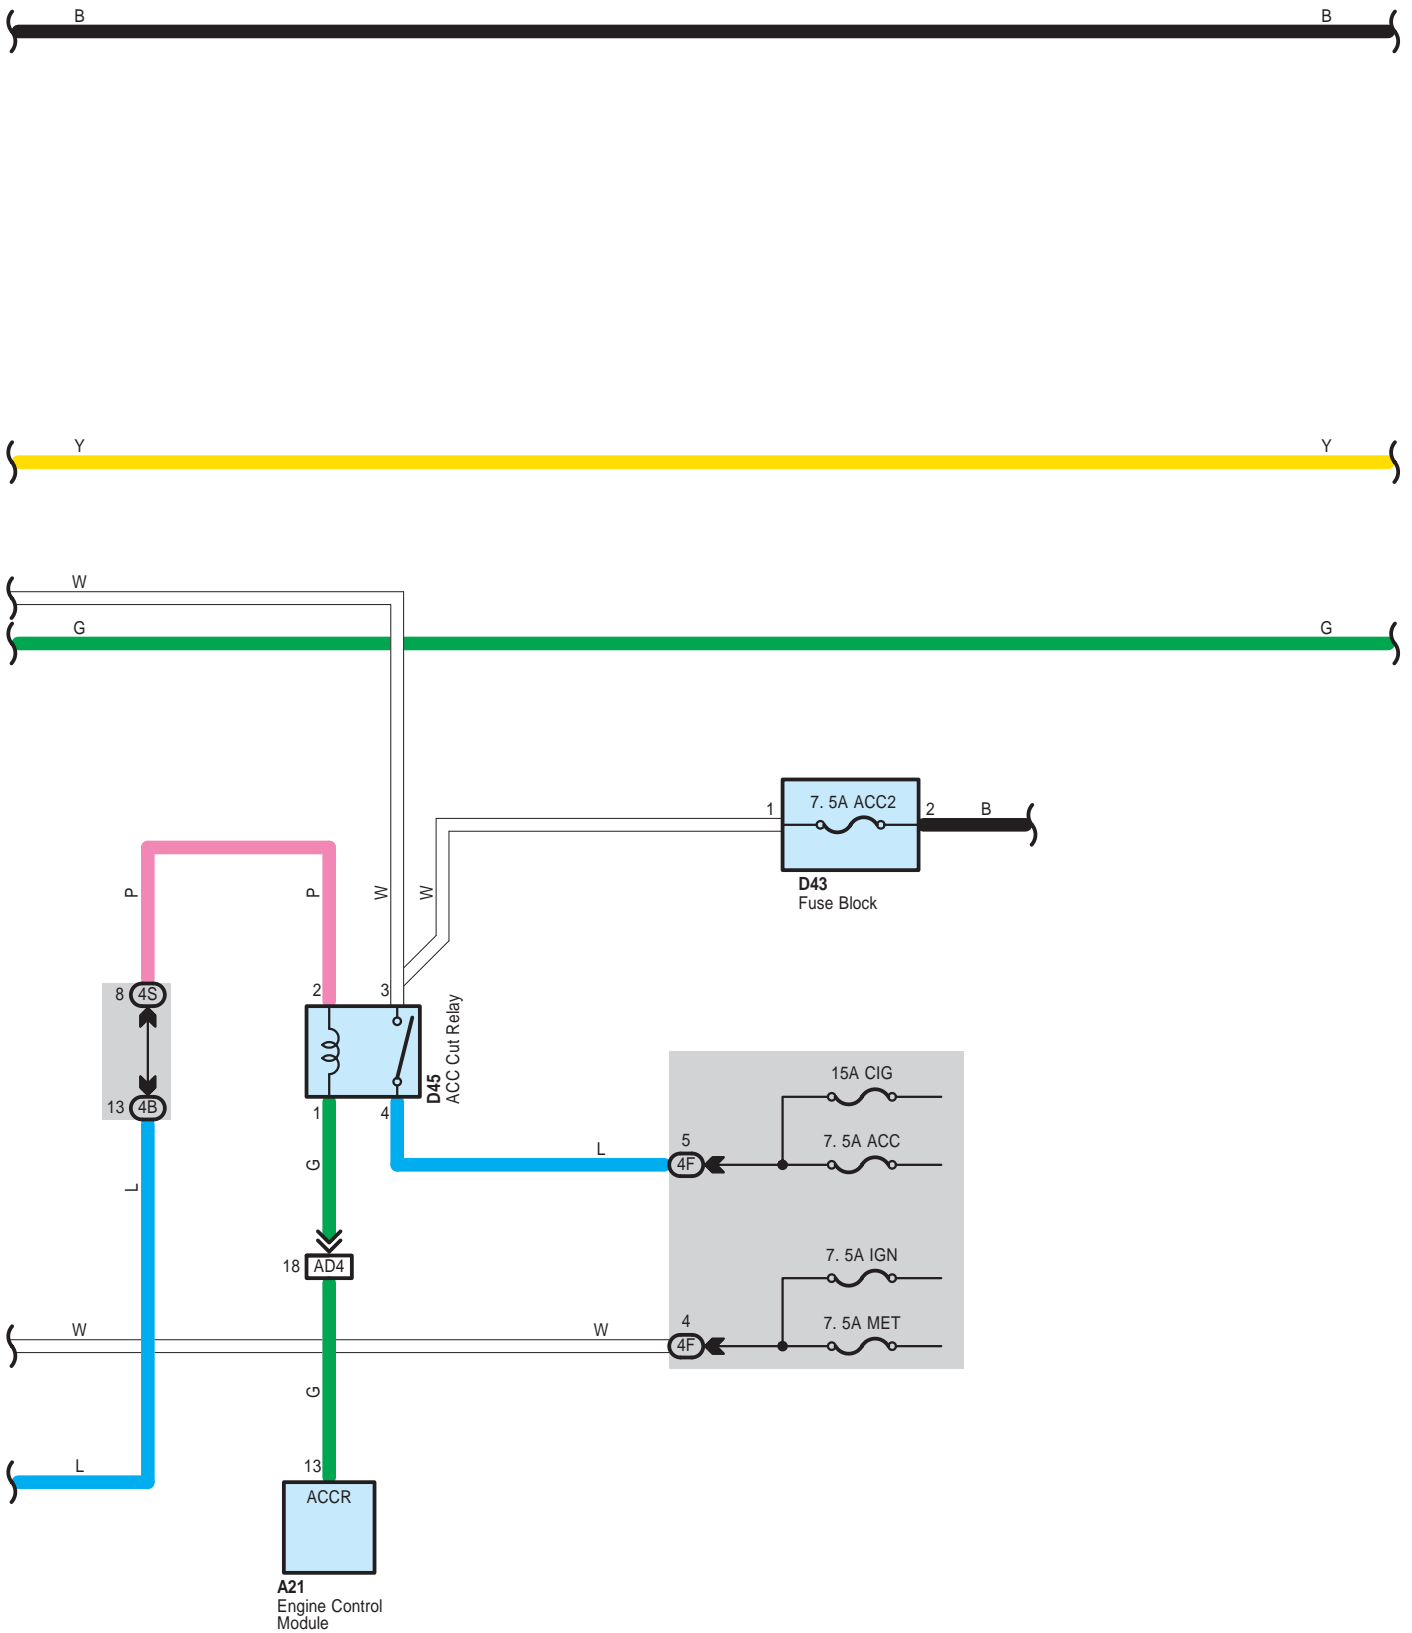 B B
Y Y
W
G G
7. 5A ACC2
1 2 B
D43
Fuse Block
P P W W
8 4S
2 3
D45
ACC Cut Relay
13 4B
1 4
15A CIG
5
4F
7. 5A ACC
L
G
L
18 AD4
7. 5A IGN
4
4F
7. 5A MET
W W
G
L
13
ACCR
A21
Engine Control
Module